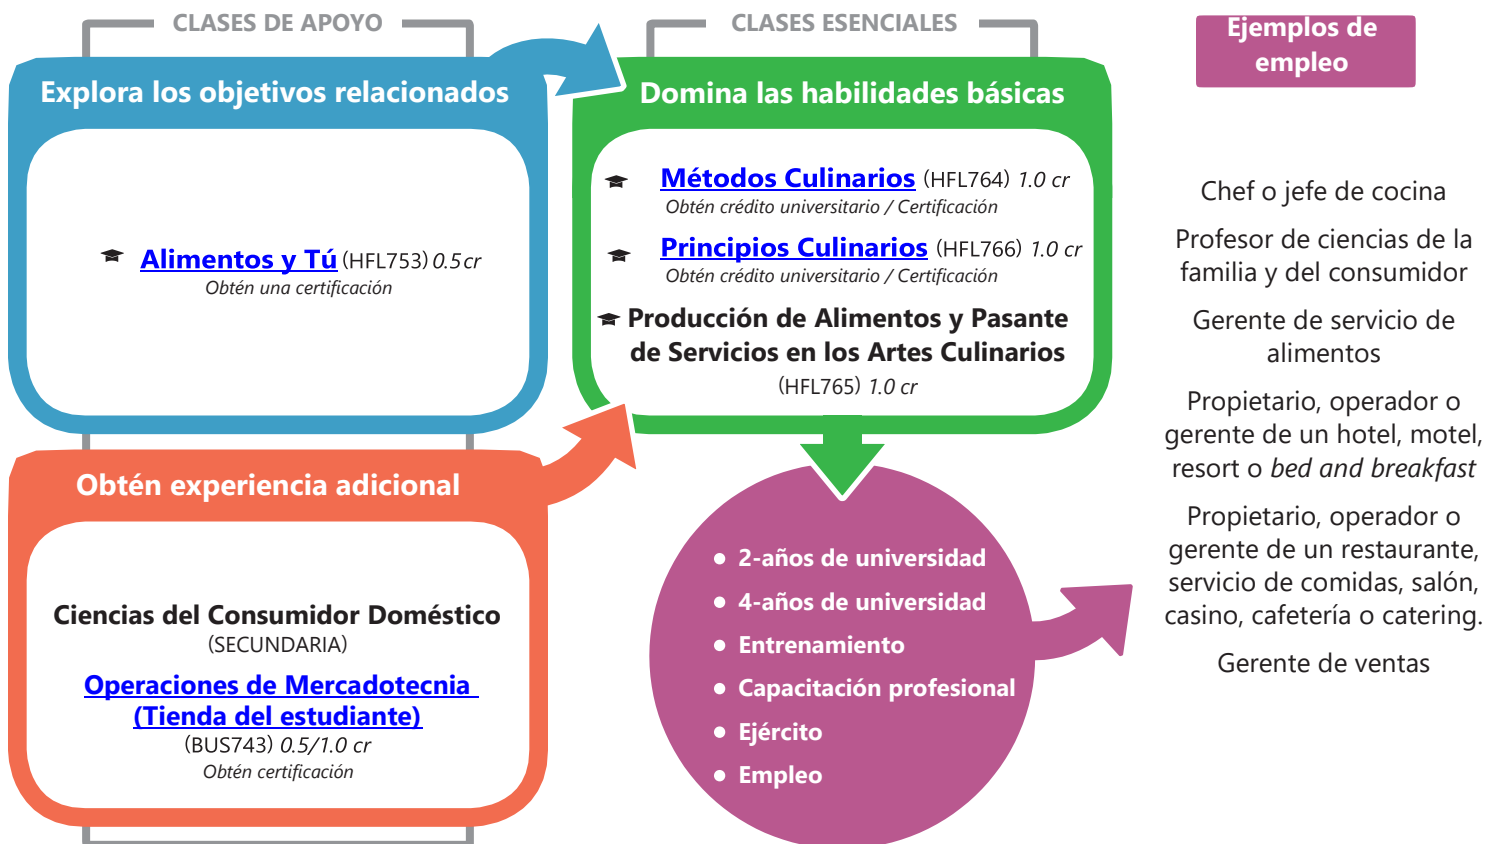 CLASES DE APOYO
Explora los objetivos relacionados
Alimentos y Tú (HFL753) 0.5 cr
Obtén una certificación
Obtén experiencia adicional
Ciencias del Consumidor Doméstico
(SECUNDARIA)
Operaciones de Mercadotecnia
(Tienda del estudiante)
(BUS743) 0.5/1.0 cr
Obtén certificación
CLASES ESENCIALES
Domina las habilidades básicas
Métodos Culinarios (HFL764) 1.0 cr
Obtén crédito universitario / Certificación
Principios Culinarios (HFL766) 1.0 cr
Obtén crédito universitario / Certificación
Producción de Alimentos y Pasante
de Servicios en los Artes Culinarios
(HFL765) 1.0 cr
• 2-años de universidad
• 4-años de universidad
• Entrenamiento
• Capacitación profesional
• Ejército
• Empleo
Ejemplos de
empleo
Chef o jefe de cocina
Profesor de ciencias de la
familia y del consumidor
Gerente de servicio de
alimentos
Propietario, operador o
gerente de un hotel, motel,
resort o bed and breakfast
Propietario, operador o
gerente de un restaurante,
servicio de comidas, salón,
casino, cafetería o catering.
Gerente de ventas